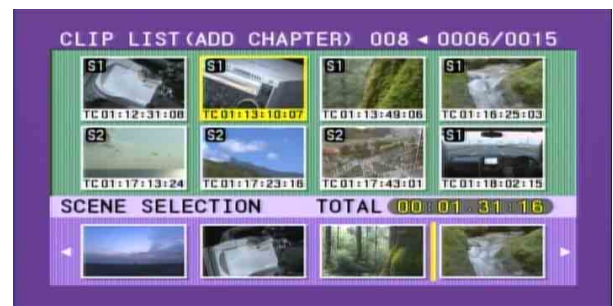 CLIP LIST(ADD CHAPTER) 008 ◄ 0006/0015
S1 S1 S1 S1
TC 01:12:31:08 TC 01:13:10:07 TC 01:13:49:06 TC 01:16:25:03
S2 S2 S2 S1
TC 01:17:13:24 TC 01:17:23:16 TC 01:17:43:01 TC 01:18:02:15
SCENE SELECTION TOTAL 00:01.31:16